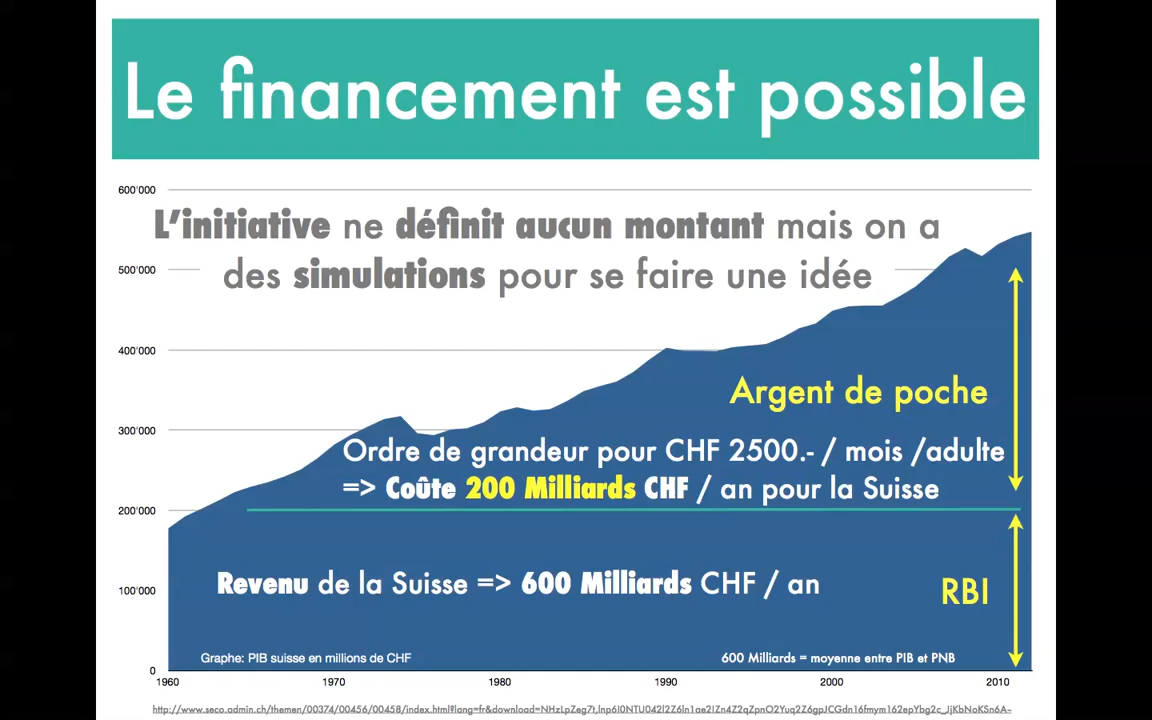 Le financement est possible
600'000
L'initiative ne définit aucun montant mais on a
des simulations pour se faire une idée
500'000
400'000
Argent de poche
300'000
Ordre de grandeur pour CHF 2500.- / mois /adulte
=> Coûte 200 Milliards CHF / an pour la Suisse
200'000
Revenu de la Suisse => 600 Milliards CHF / an
100'000
RBI
Graphe: PIB suisse en millions de CHF
600 Milliards = moyenne entre PIB et PNB
0
1960 1970 1980 1990 2000 2010